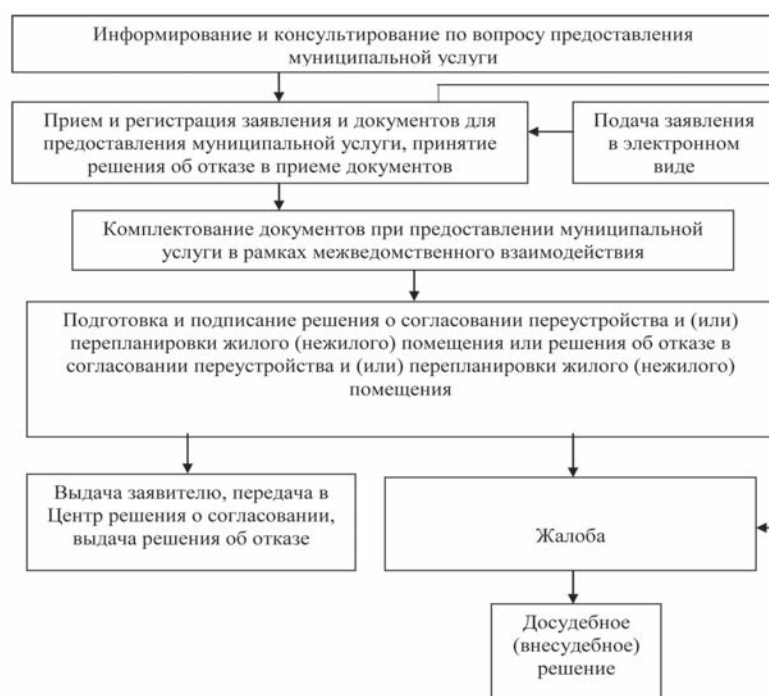 Информирование и консультирование по вопросу предоставления
муниципальной услуги
Прием и регистрация заявления и документов для
предоставления муниципальной услуги, принятие
решения об отказе в приеме документов
Подача заявления
в электронном
виде
Комплектование документов при предоставлении муниципальной
услуги в рамках межведомственного взаимодействия
Подготовка и подписание решения о согласовании переустройства и (или)
перепланировки жилого (нежилого) помещения или решения об отказе в
согласовании переустройства и (или) перепланировки жилого (нежилого)
помещения
Выдача заявителю, передача в
Центр решения о согласовании,
выдача решения об отказе
Жалоба
Досудебное
(внесудебное)
решение